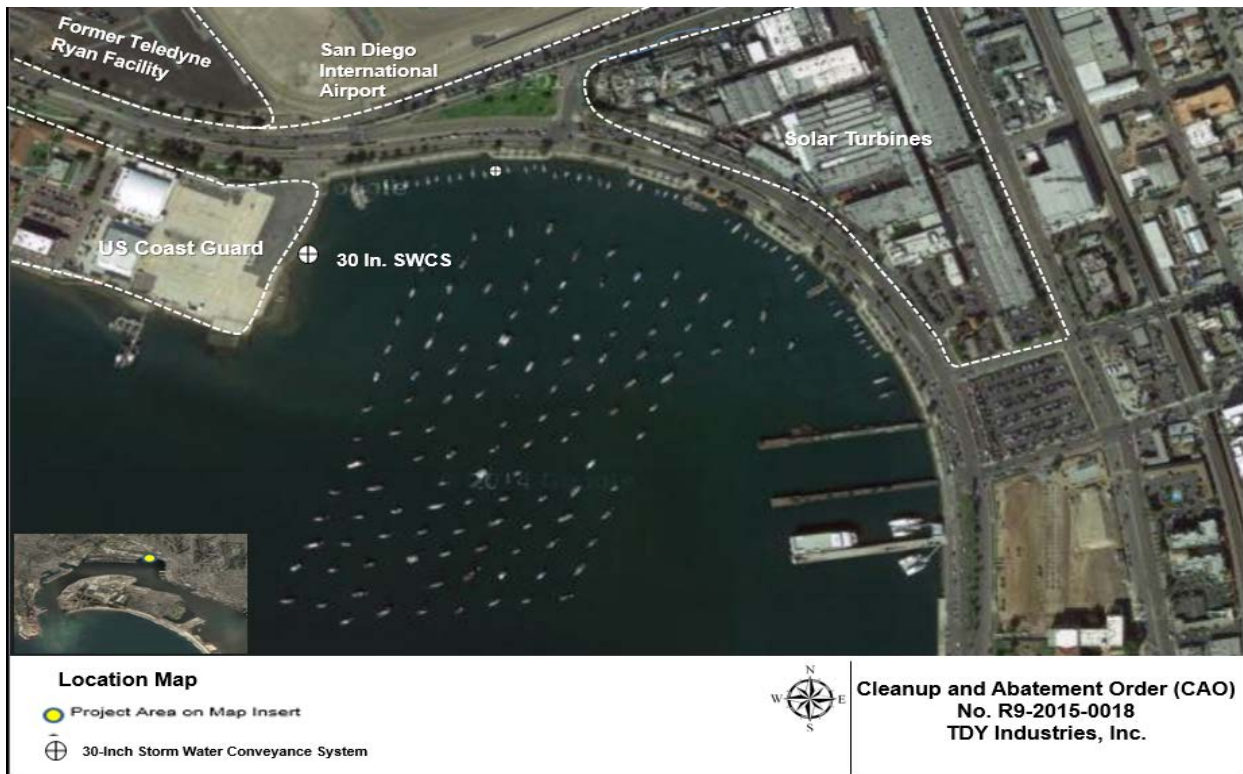 Former Teledyne
Ryan Facility
San Diego
International
Airport
Solar Turbines
US Coast Guard
30 In. SWCS
2014 Google
Location Map
Project Area on Map Insert
30-Inch Storm Water Conveyance System
N
W
E
S
Cleanup and Abatement Order (CAO)
No. R9-2015-0018
TDY Industries, Inc.